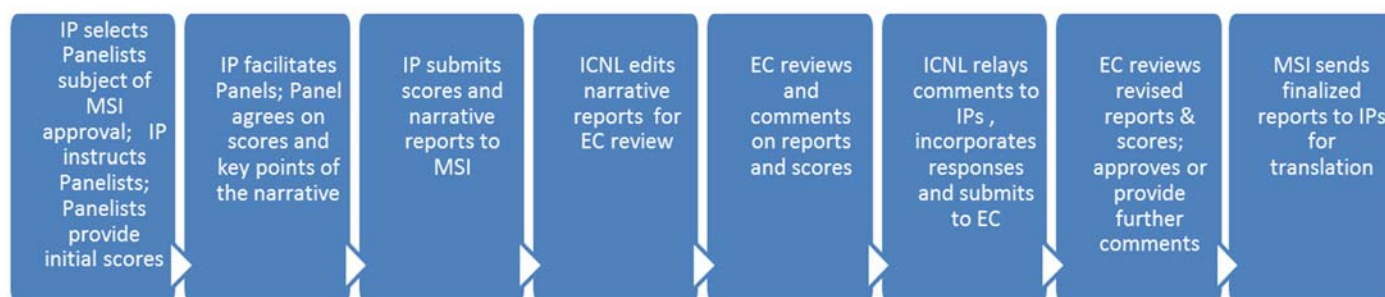 IP selects
Panelists
subject of
MSI
approval; IP
instructs
Panelists;
Panelists
provide
initial scores
IP facilitates
Panels; Panel
agrees on
scores and
key points of
the narrative
IP submits
scores and
narrative
reports to
MSI
ICNL edits
narrative
reports for
EC review
EC reviews
and
comments
on reports
and scores
ICNL relays
comments to
IPs ,
incorporates
responses
and submits
to EC
EC reviews
revised
reports &
scores;
approves or
provide
further
comments
MSI sends
finalized
reports to IPs
for
translation